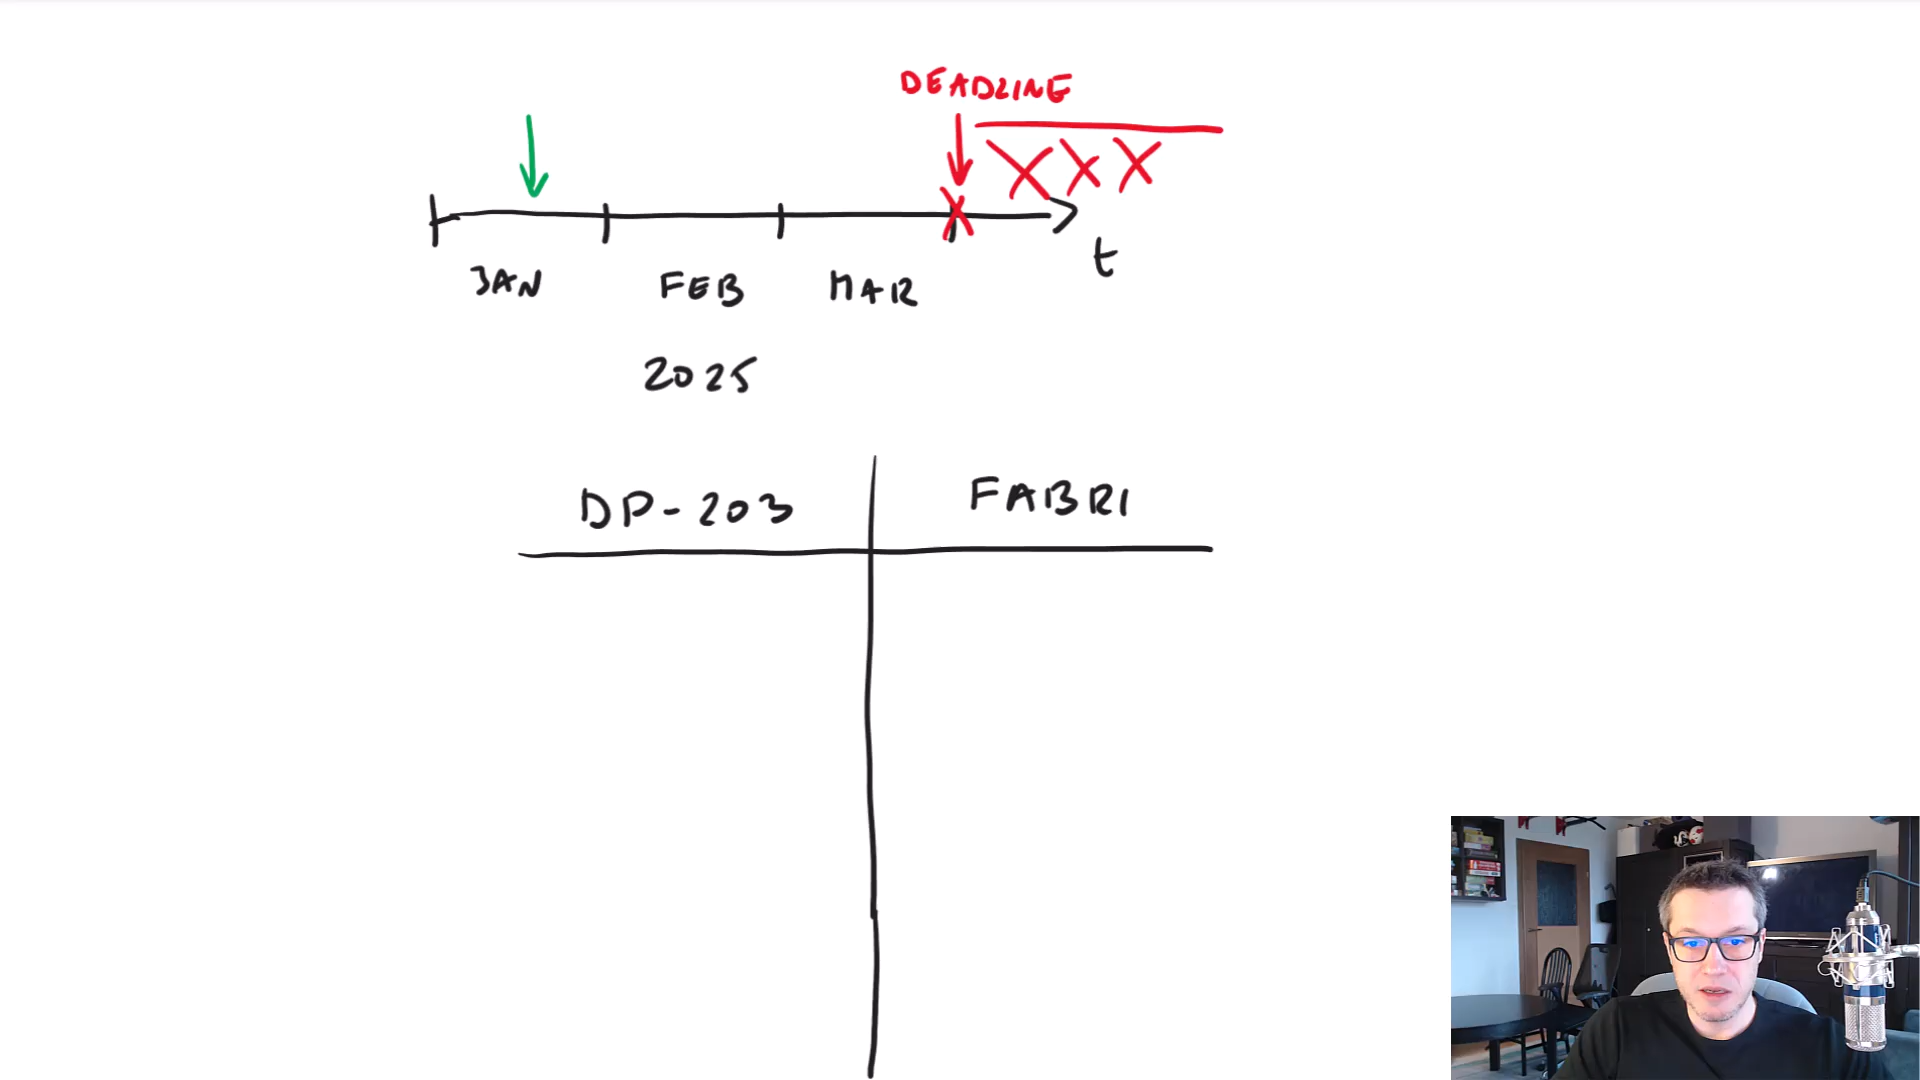 DEADLINE
t
JAN FEB MAR
2025
DP-203 FABRI